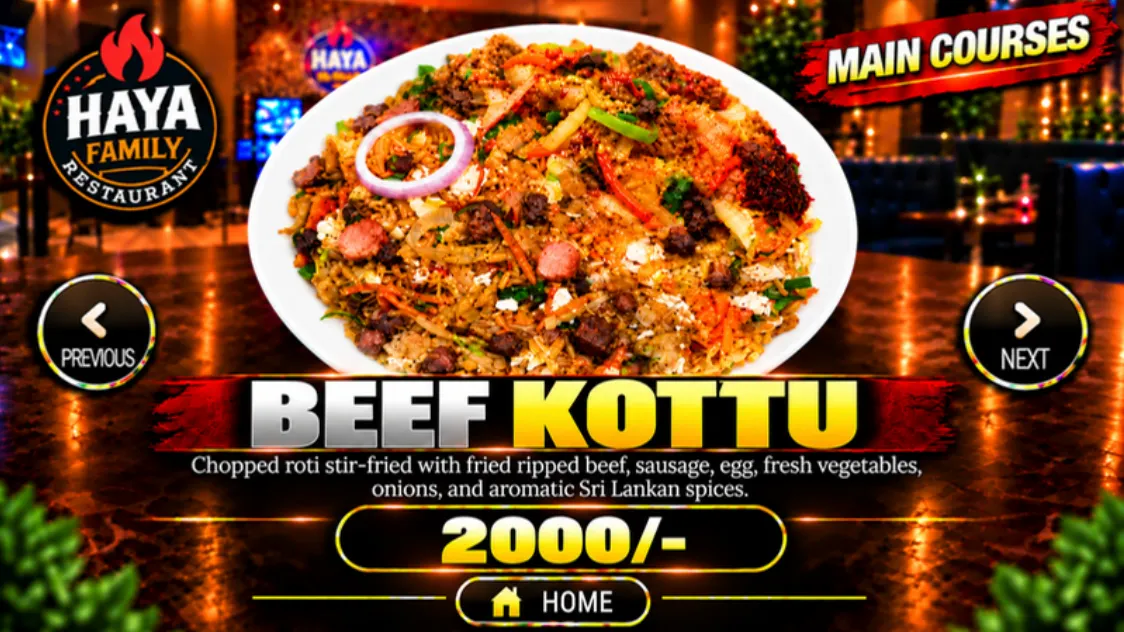 HAYA
FAMILY
RESTAURANT
HAYA
MAIN COURSES
PREVIOUS
NEXT
BEEF KOTTU
Chopped roti stir-fried with fried ripped beef, sausage, egg, fresh vegetables,
onions, and aromatic Sri Lankan spices.
2000/-
HOME